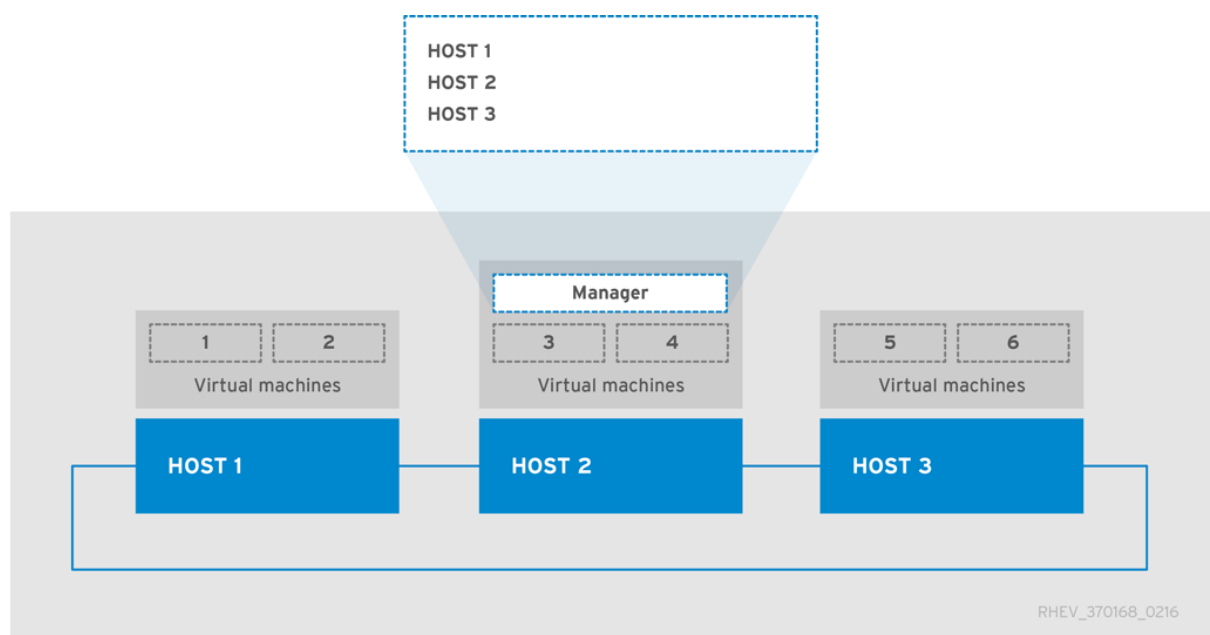 HOST 1
HOST 2
HOST 3
Manager
1 2 3 4 5 6
Virtual machines Virtual machines Virtual machines
HOST 1 HOST 2 HOST 3
RHEV_370168_0216